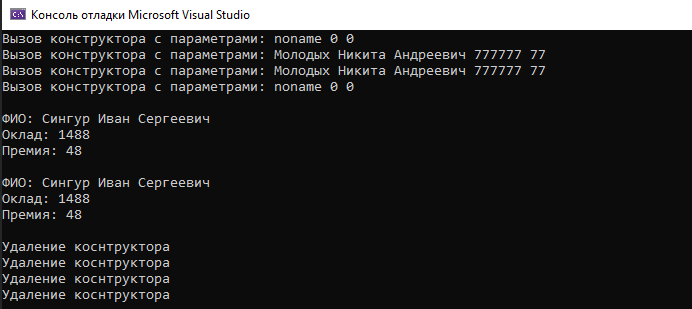 Консоль отладки Microsoft Visual Studio
Вызов конструктора с параметрами: noname 0 0
Вызов конструктора с параметрами: Молодых Никита Андреевич 777777 77
Вызов конструктора с параметрами: Молодых Никита Андреевич 777777 77
Вызов конструктора с параметрами: noname 0 0
ФИО: Сингур Иван Сергеевич
Оклад: 1488
Премия: 48
ФИО: Сингур Иван Сергеевич
Оклад: 1488
Премия: 48
Удаление коснтруктора
Удаление коснтруктора
Удаление коснтруктора
Удаление коснтруктора